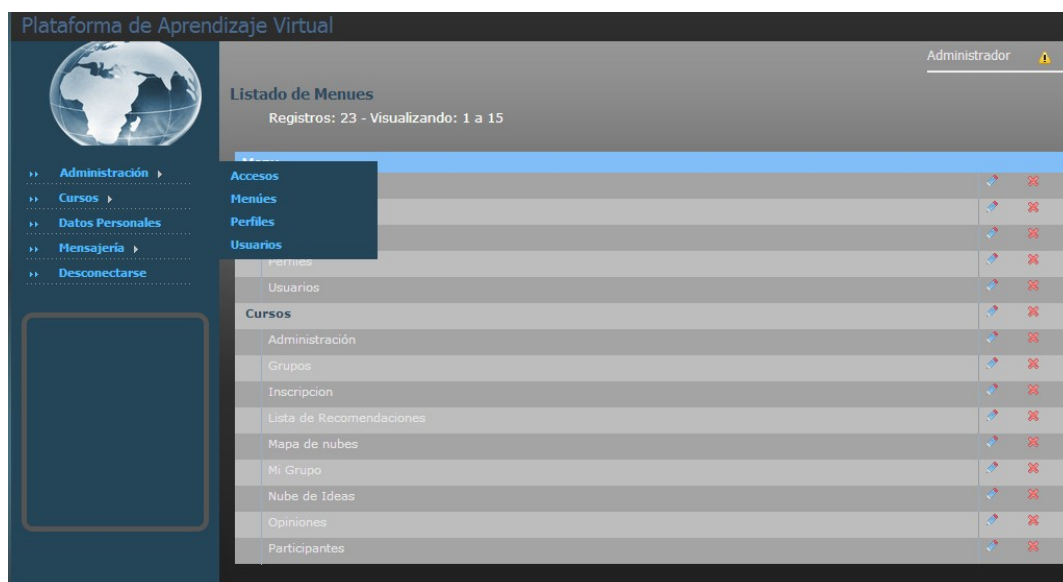 Plataforma de Aprendizaje Virtual
Administrador
Listado de Menues
Registros: 23 - Visualizando: 1 a 15
Administración
Cursos
Datos Personales
Mensajería
Desconectarse
Accesos
Menúes
Perfiles
Usuarios
Menu
Perfiles
Usuarios
Cursos
Administración
Grupos
Inscripcion
Lista de Recomendaciones
Mapa de nubes
Mi Grupo
Nube de Ideas
Opiniones
Participantes